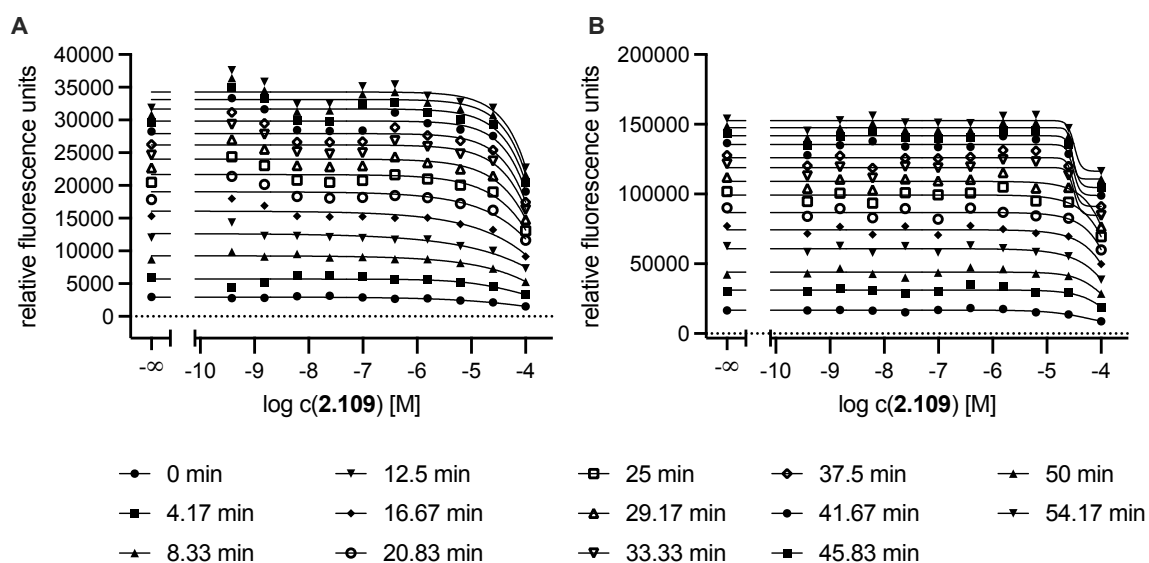 A
relative fluorescence units
40000
35000
30000
25000
20000
15000
10000
5000
0
-∞
-10
-9
-8
-7
-6
-5
-4
log c(2.109) [M]
B
relative fluorescence units
200000
150000
100000
50000
0
-∞
-10
-9
-8
-7
-6
-5
-4
log c(2.109) [M]
0 min
12.5 min
25 min
37.5 min
50 min
4.17 min
16.67 min
29.17 min
41.67 min
54.17 min
8.33 min
20.83 min
33.33 min
45.83 min